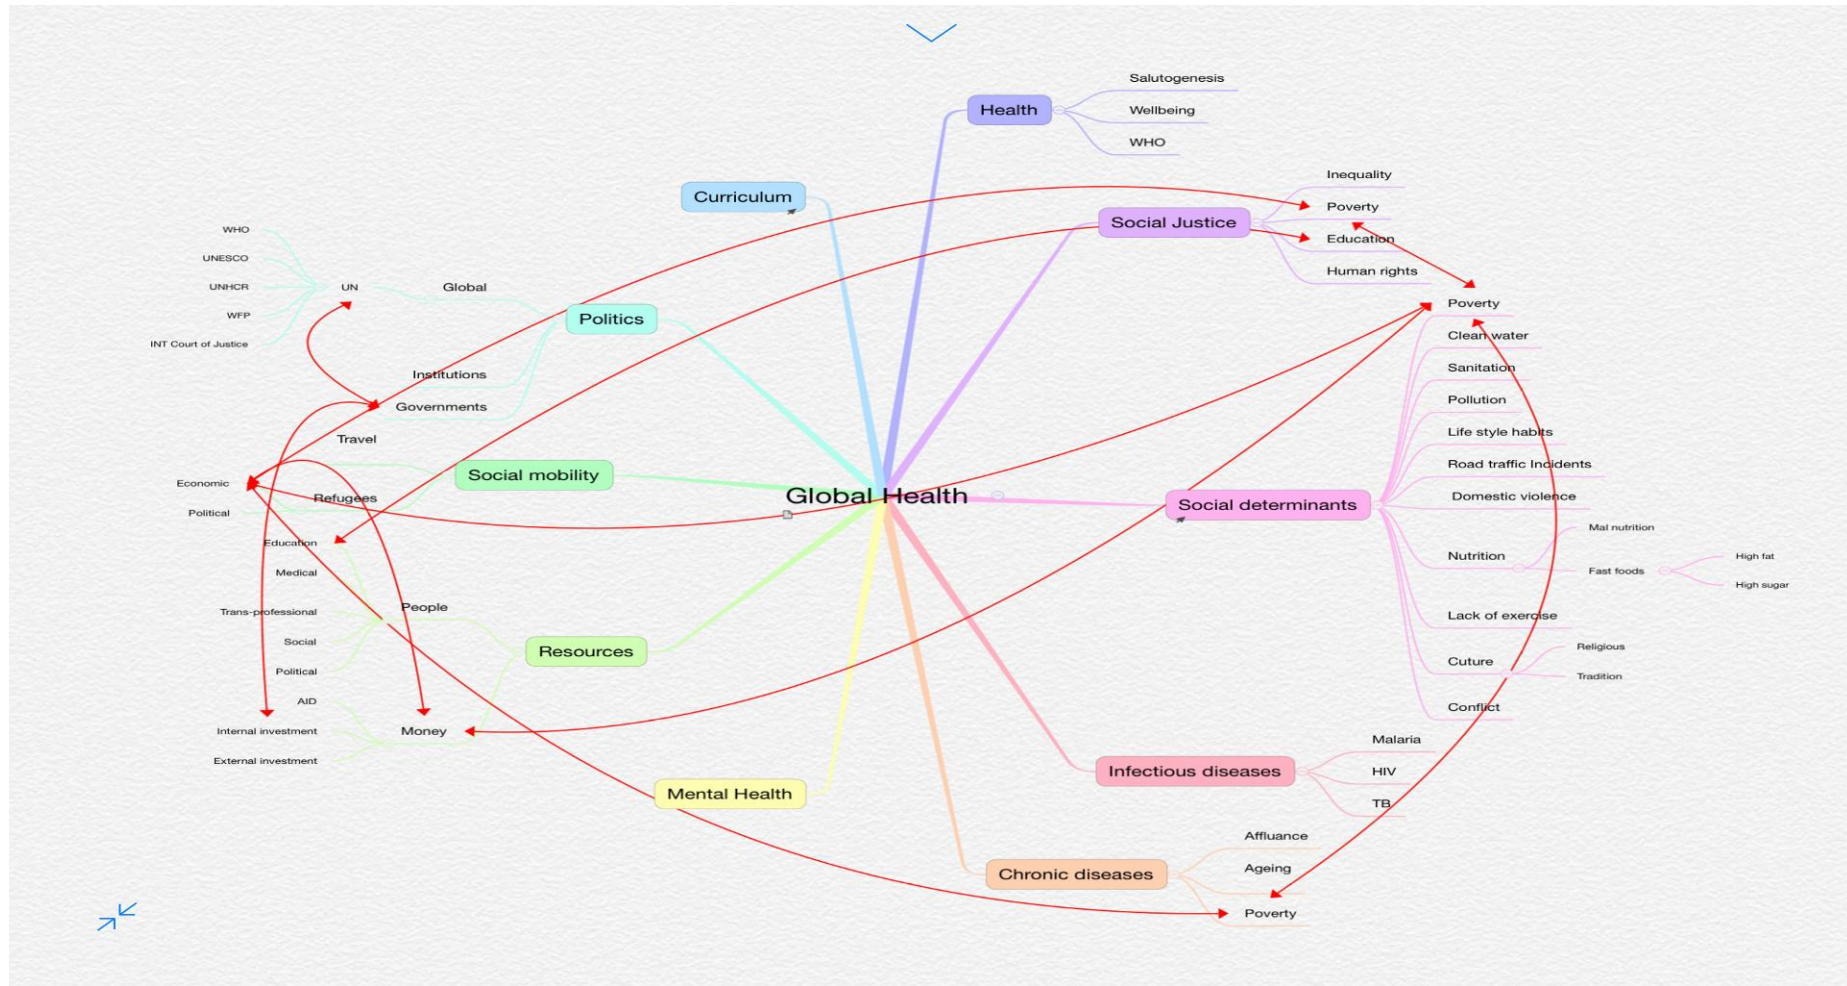 Global Health
Health
Salutogenesis
Wellbeing
WHO
Social Justice
Inequality
Poverty
Education
Human rights
Social determinants
Poverty
Clean water
Sanitation
Pollution
Life style habits
Road traffic Incidents
Domestic violence
Nutrition
Mal nutrition
Fast foods
High fat
High sugar
Lack of exercise
Cuture
Religious
Tradition
Conflict
Infectious diseases
Malaria
HIV
TB
Chronic diseases
Affluance
Ageing
Poverty
Mental Health
Resources
People
Education
Medical
Trans-professional
Social
Political
Money
AID
Internal investment
External investment
Social mobility
Travel
Refugees
Economic
Political
Politics
Global
UN
WHO
UNESCO
UNHCR
WFP
INT Court of Justice
Institutions
Governments
Curriculum